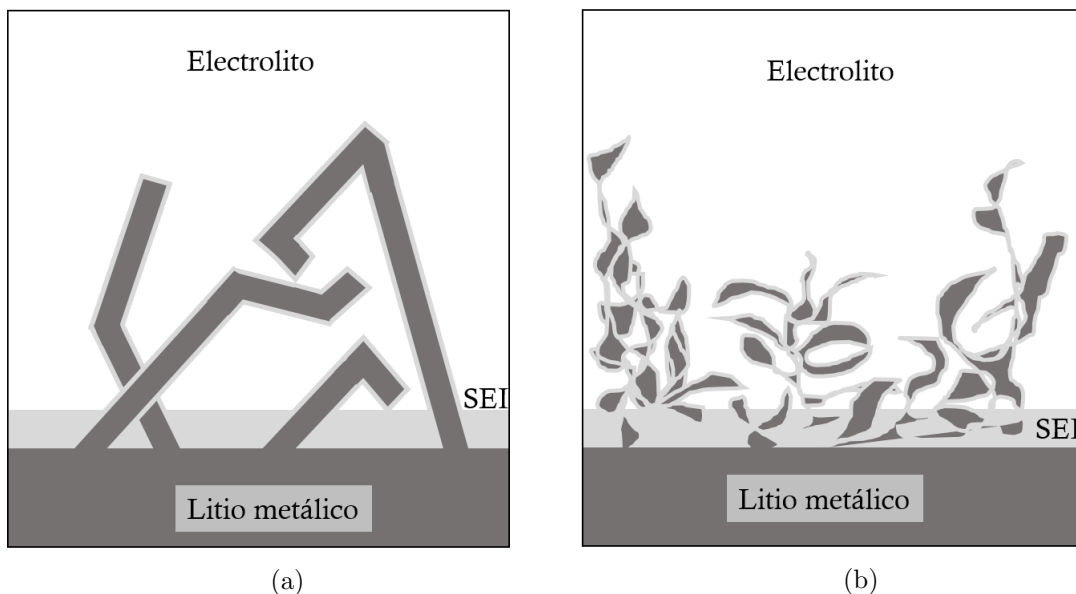 Electrolito
SEI
Litio metálico
(a)
Electrolito
SEI
Litio metálico
(b)